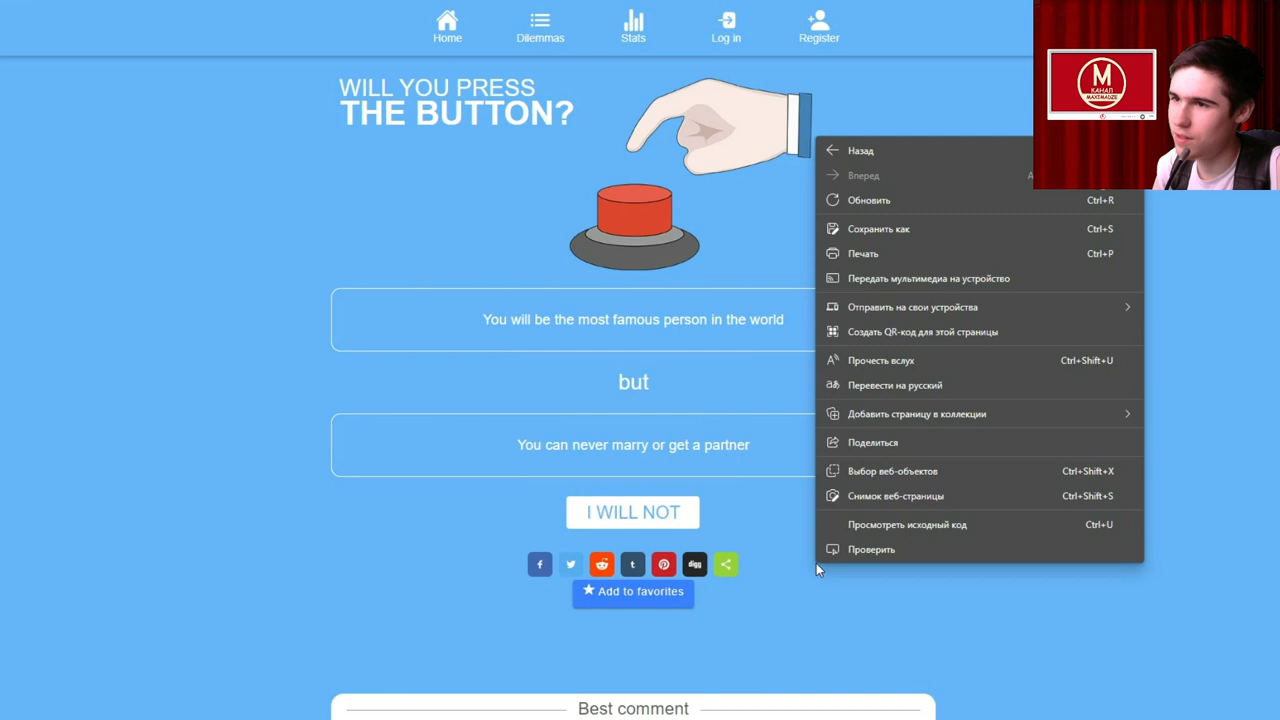 Home
Dilemmas
Stats
Log in
Register
WILL YOU PRESS
THE BUTTON?
М
КАНАЛ
MAXIMADZE
Назад
Вперед
A
Обновить Ctrl+R
Сохранить как Ctrl+S
Печать Ctrl+P
Передать мультимедиа на устройство
Отправить на свои устройства
Создать QR-код для этой страницы
Прочесть вслух Ctrl+Shift+U
Перевести на русский
Добавить страницу в коллекции
Поделиться
Выбор веб-объектов Ctrl+Shift+X
Снимок веб-страницы Ctrl+Shift+S
Просмотреть исходный код Ctrl+U
Проверить
You will be the most famous person in the world
but
You can never marry or get a partner
I WILL NOT
digg
Add to favorites
Best comment